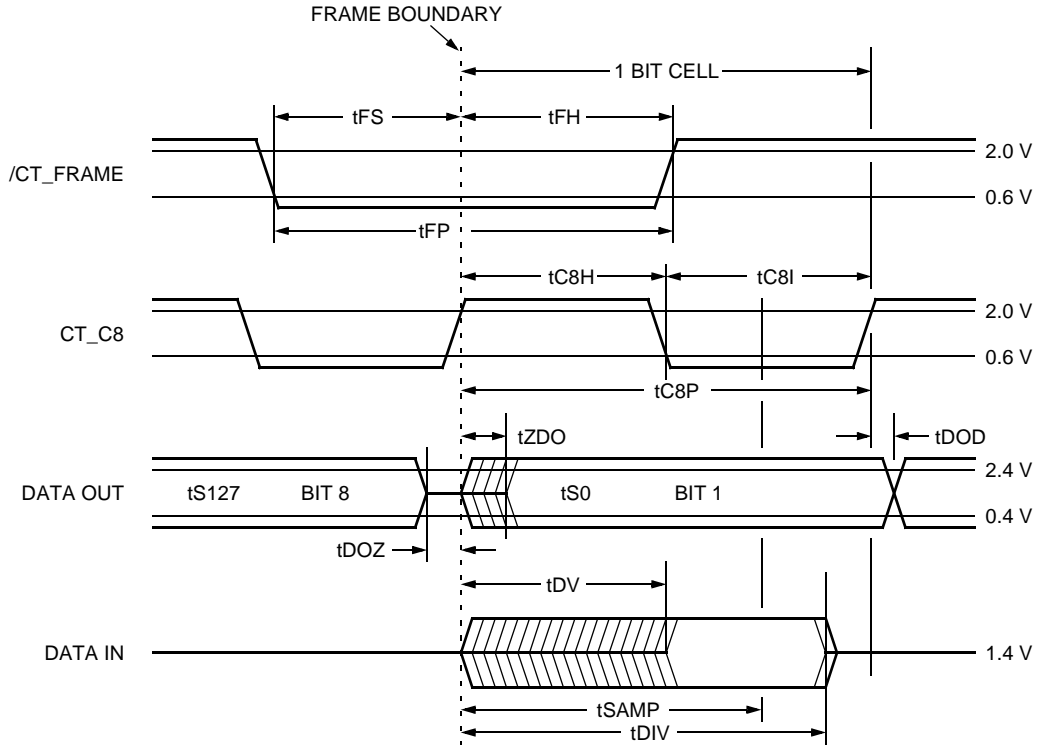 FRAME BOUNDARY
1 BIT CELL
tFS
tFH
/CT_FRAME
2.0 V
0.6 V
tFP
tC8H
tC8I
CT_C8
2.0 V
0.6 V
tC8P
tZDO
tDOD
DATA OUT
tS127
BIT 8
tS0
BIT 1
2.4 V
0.4 V
tDOZ
tDV
DATA IN
1.4 V
tSAMP
tDIV